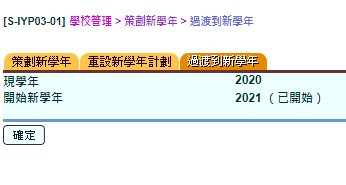 [S-IYP03-01] 學校管理 > 策劃新學年 > 過渡到新學年
策劃新學年 重設新學年計劃 過渡到新學年
現學年 2020
開始新學年 2021 （已開始）
確定